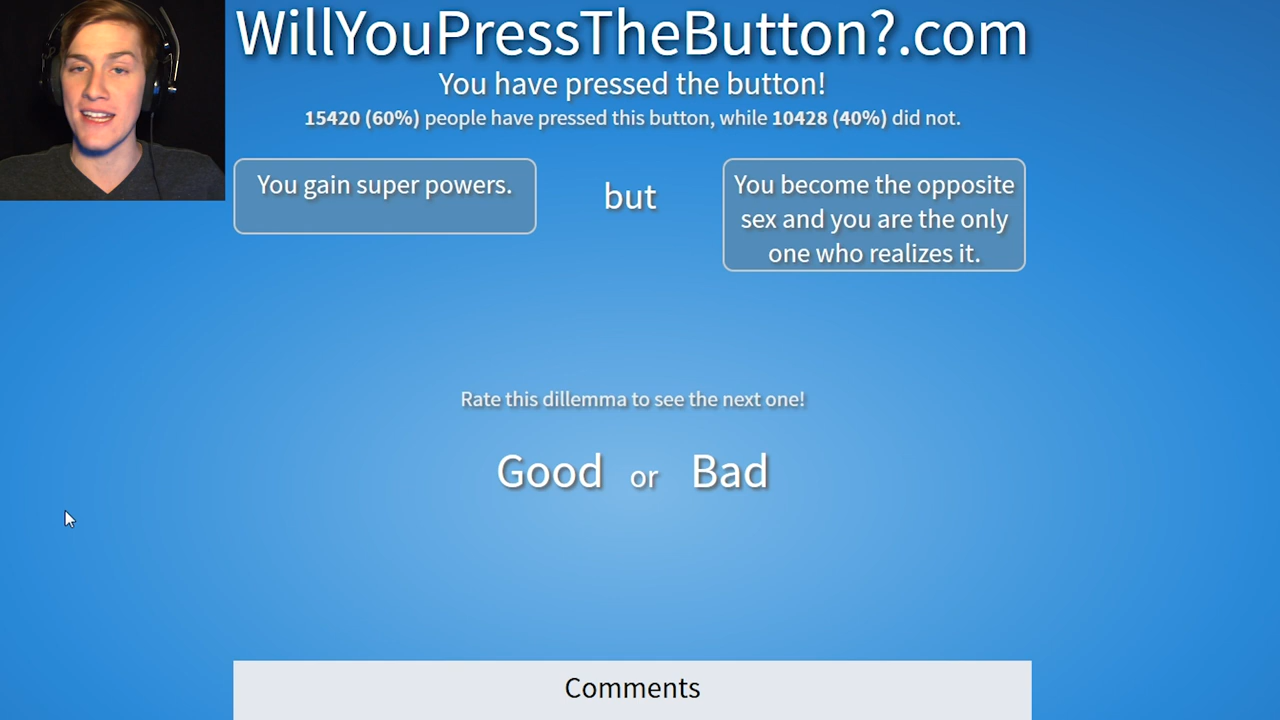 WillYouPressTheButton?.com
You have pressed the button!
15420 (60%) people have pressed this button, while 10428 (40%) did not.
You gain super powers.
but
You become the opposite
sex and you are the only
one who realizes it.
Rate this dillemma to see the next one!
Good or Bad
Comments